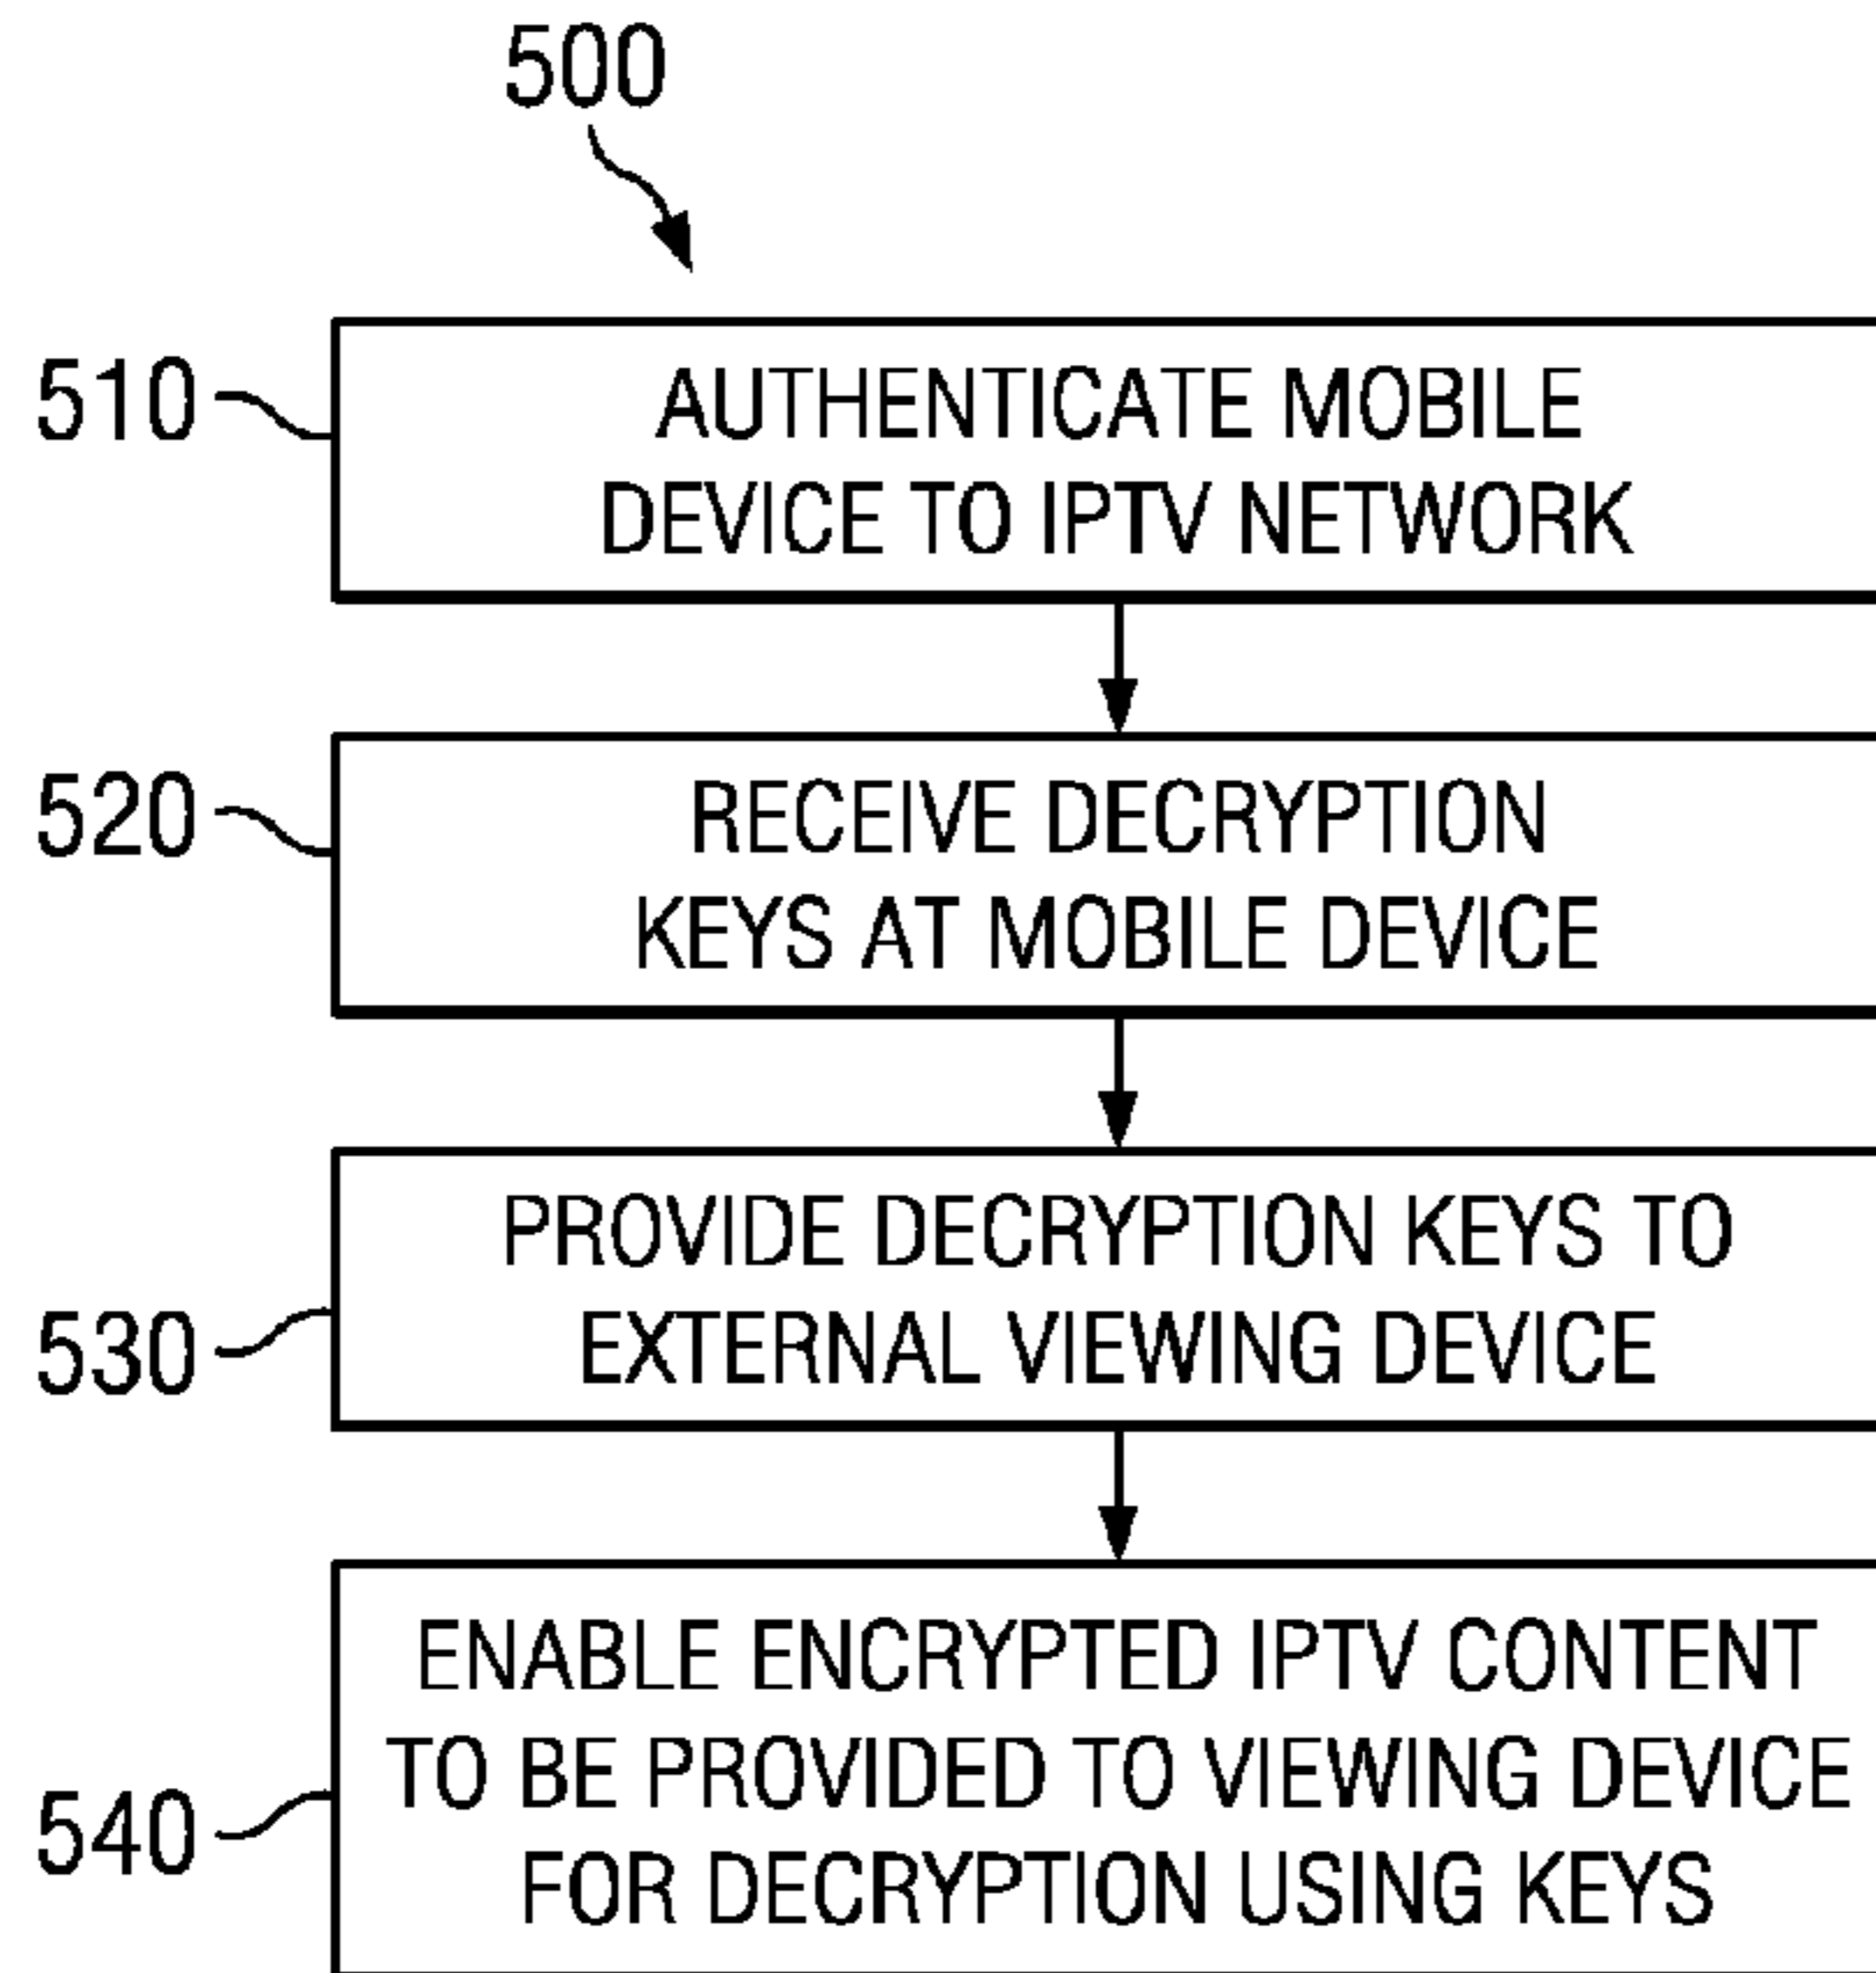 500
510
AUTHENTICATE MOBILE
DEVICE TO IPTV NETWORK
520
RECEIVE DECRYPTION
KEYS AT MOBILE DEVICE
530
PROVIDE DECRYPTION KEYS TO
EXTERNAL VIEWING DEVICE
540
ENABLE ENCRYPTED IPTV CONTENT
TO BE PROVIDED TO VIEWING DEVICE
FOR DECRYPTION USING KEYS